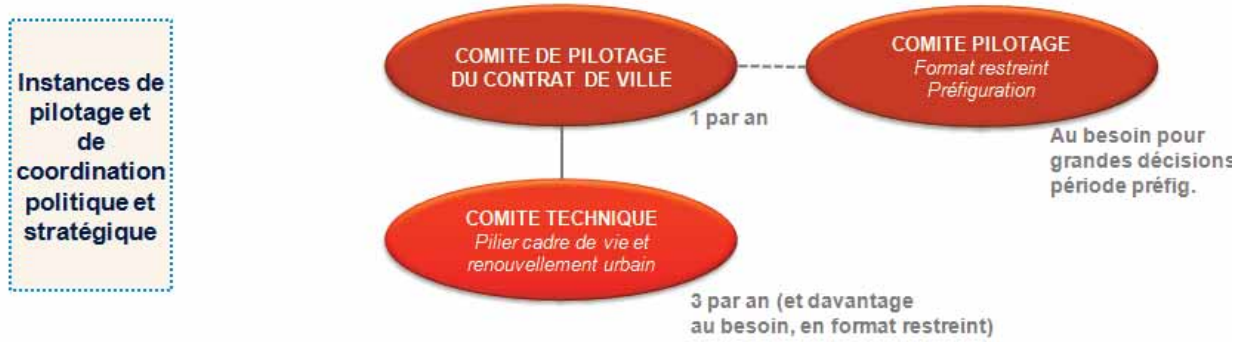 Instances de
pilotage et
de
coordination
politique et
stratégique
COMITE DE PILOTAGE
DU CONTRAT DE VILLE
1 par an
COMITE PILOTAGE
Format restreint
Préfiguration
Au besoin pour
grandes décisions
période préfig.
COMITE TECHNIQUE
Pilier cadre de vie et
renouvellement urbain
3 par an (et davantage
au besoin, en format restreint)